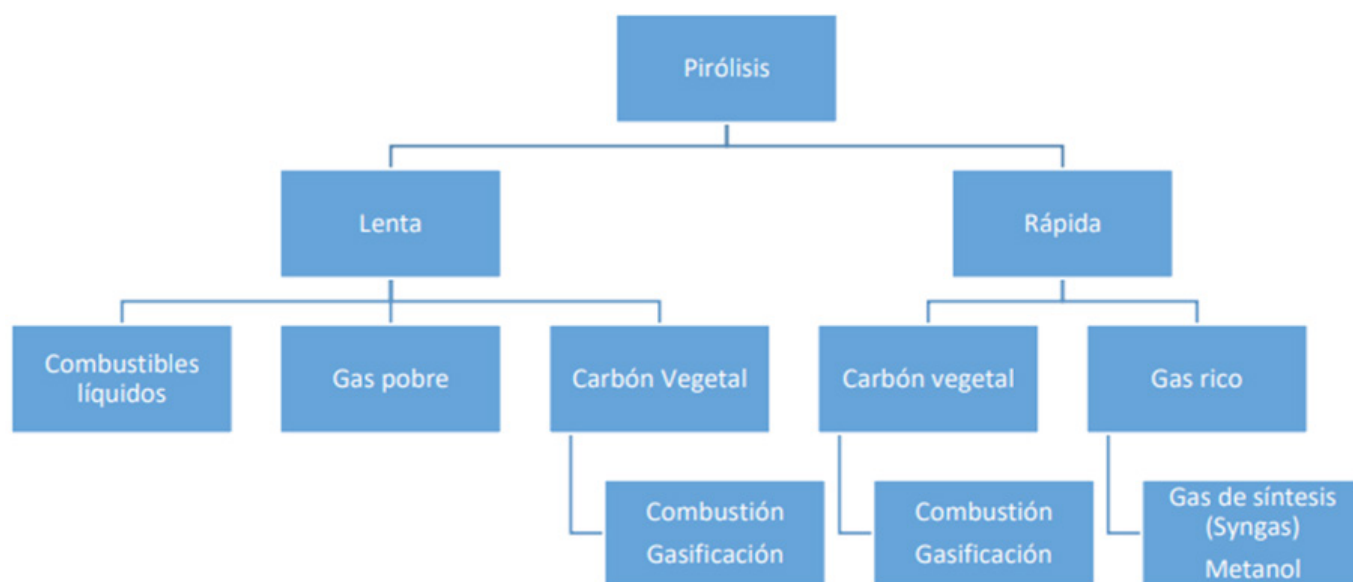 Pirólisis
Lenta
Rápida
Combustibles
líquidos
Gas pobre
Carbón Vegetal
Carbón vegetal
Gas rico
Combustión
Gasificación
Combustión
Gasificación
Gas de síntesis
(Syngas)
Metanol